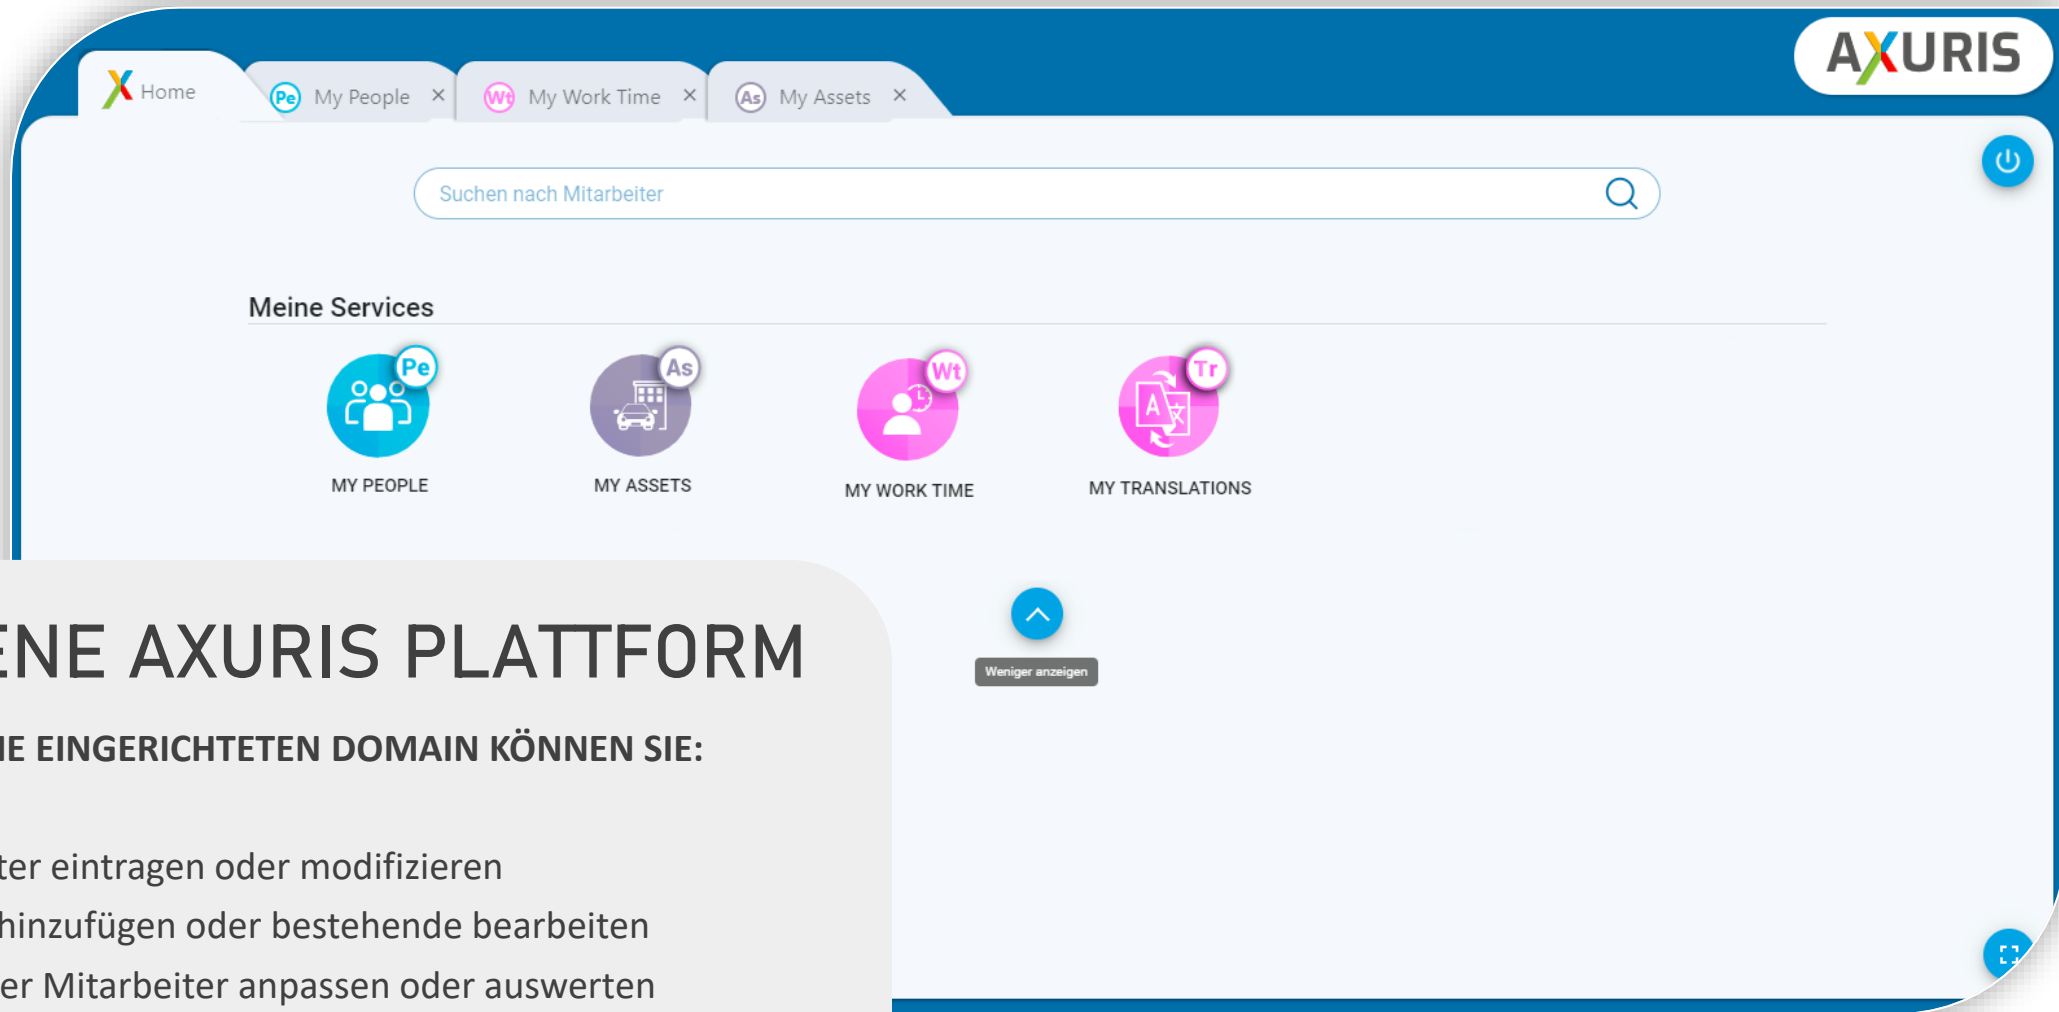 AXURIS
Home
Pe My People ×
Wt My Work Time ×
As My Assets ×
Suchen nach Mitarbeiter
Meine Services
Pe
As
Wt
Tr
A 文
MY PEOPLE
MY ASSETS
MY WORK TIME
MY TRANSLATIONS
Weniger anzeigen
ENE AXURIS PLATTFORM
IE EINGERICHTETEN DOMAIN KÖNNEN SIE:
ter eintragen oder modifizieren
hinzufügen oder bestehende bearbeiten
er Mitarbeiter anpassen oder auswerten